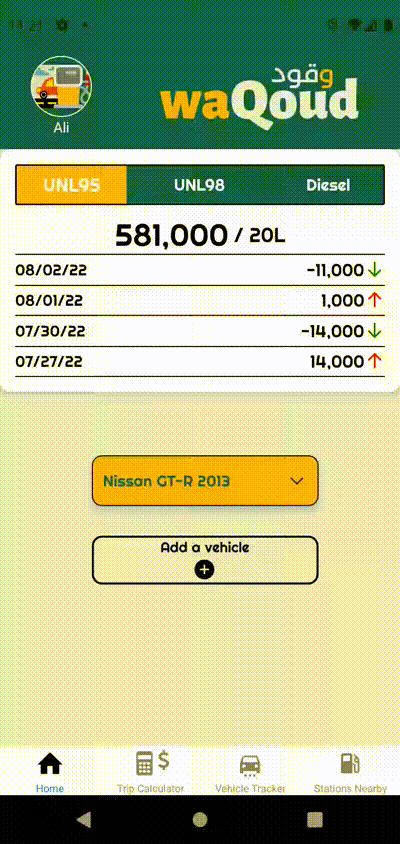 11:21
وقود
waQoud
Ali
UNL95 UNL98 Diesel
581,000 / 20L
08/02/22 -11,000
08/01/22 1,000
07/30/22 -14,000
07/27/22 14,000
Nissan GT-R 2013
Add a vehicle
Home Trip Calculator Vehicle Tracker Stations Nearby